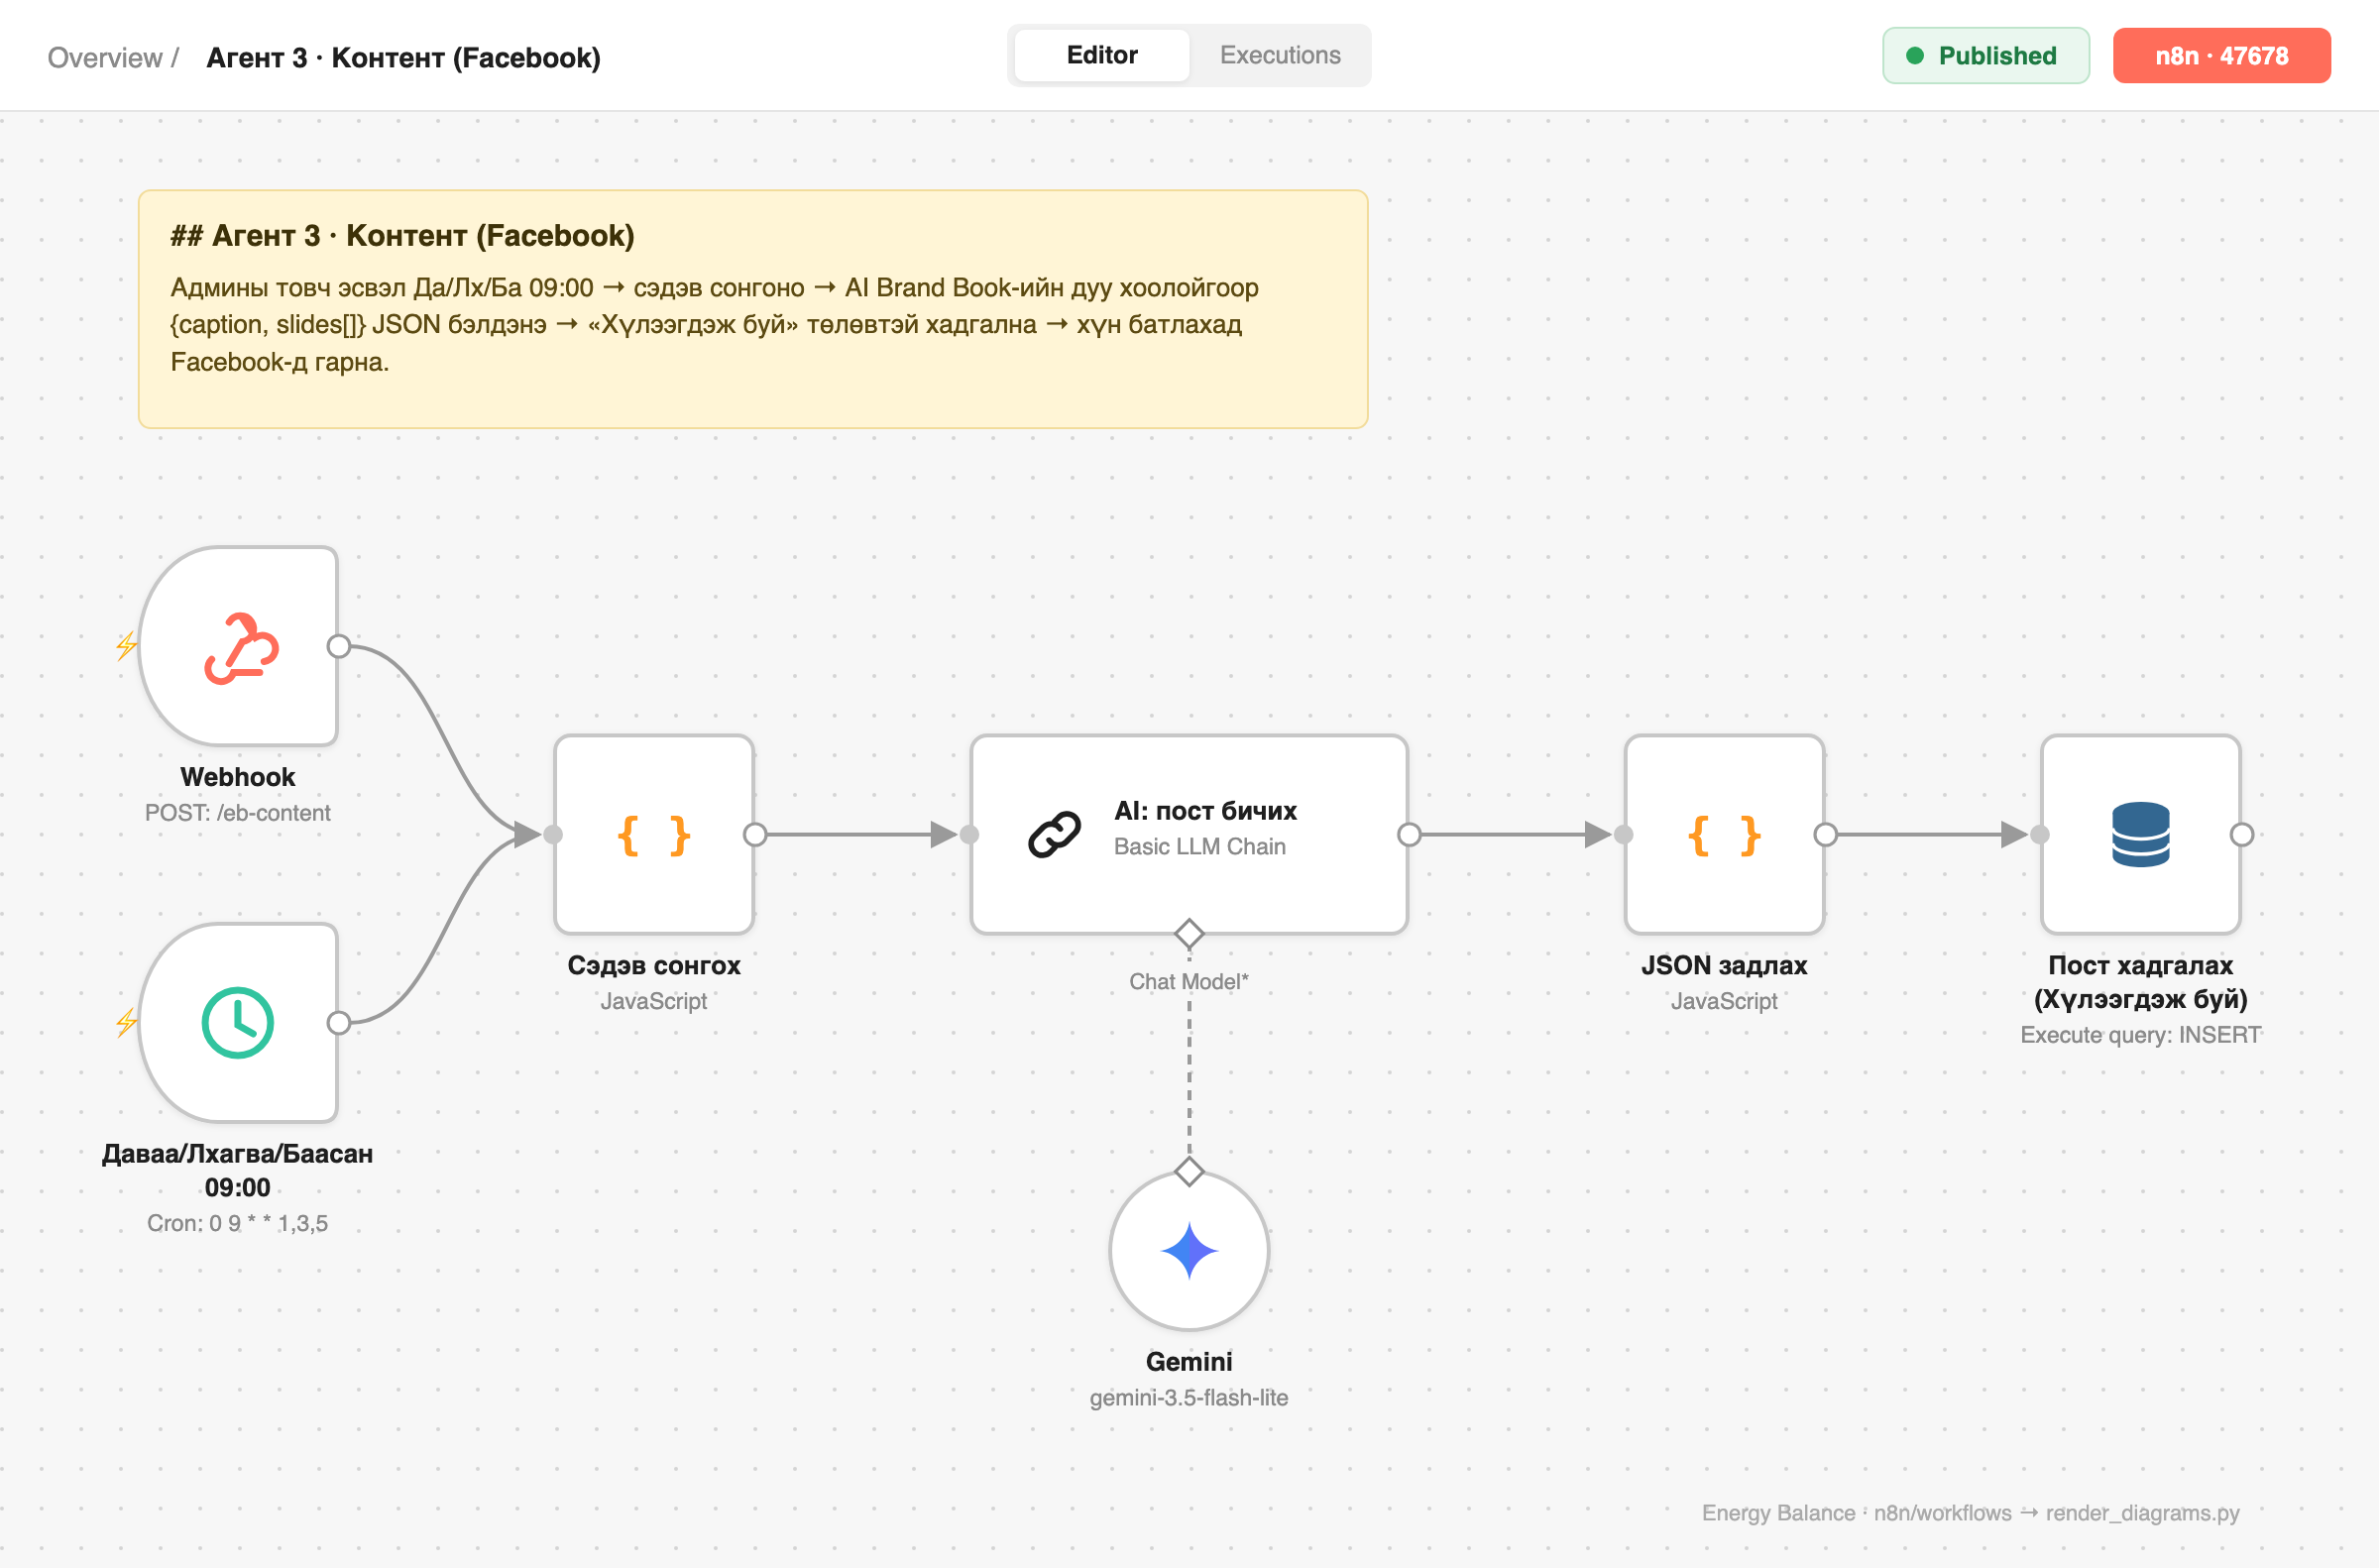 Overview / Агент 3 · Контент (Facebook)
Editor
Executions
Published
n8n · 47678
## Агент 3 · Контент (Facebook)
Админы товч эсвэл Да/Лх/Ба 09:00 → сэдэв сонгоно → AI Brand Book-ийн дуу хоолойгоор
{caption, slides[]} JSON бэлдэнэ → «Хүлээгдэж буй» төлөвтэй хадгална → хүн батлахад
Facebook-д гарна.
Webhook
POST: /eb-content
Даваа/Лхагва/Баасан
09:00
Cron: 0 9 * * 1,3,5
{ }
Сэдэв сонгох
JavaScript
AI: пост бичих
Basic LLM Chain
Chat Model*
Gemini
gemini-3.5-flash-lite
{ }
JSON задлах
JavaScript
Пост хадгалах
(Хүлээгдэж буй)
Execute query: INSERT
Energy Balance · n8n/workflows → render_diagrams.py